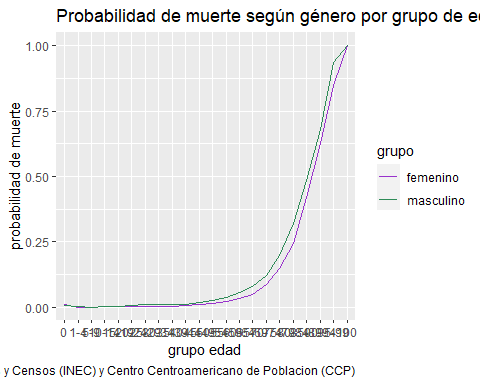 Probabilidad de muerte según género por grupo de e
probabilidad de muerte
1.00
0.75
0.50
0.25
0.00
grupo edad
grupo
femenino
masculino
y Censos (INEC) y Centro Centroamericano de Poblacion (CCP)